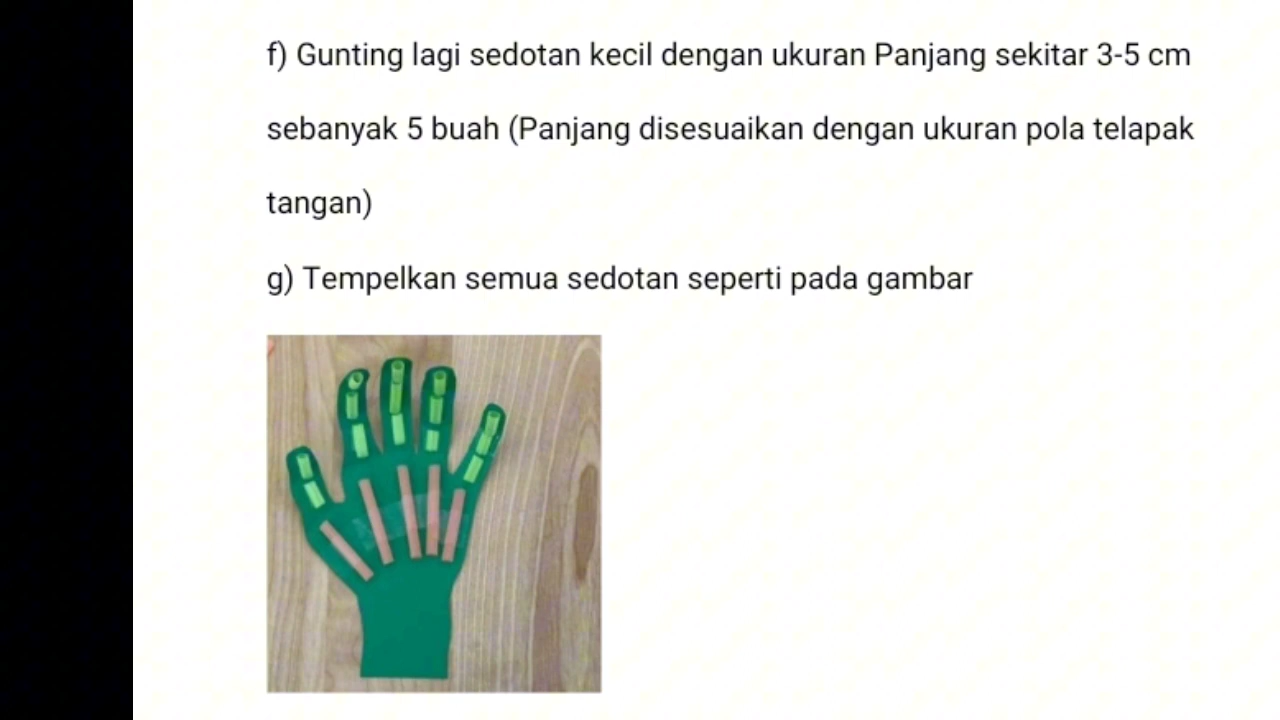 f) Gunting lagi sedotan kecil dengan ukuran Panjang sekitar 3-5 cm
sebanyak 5 buah (Panjang disesuaikan dengan ukuran pola telapak
tangan)
g) Tempelkan semua sedotan seperti pada gambar